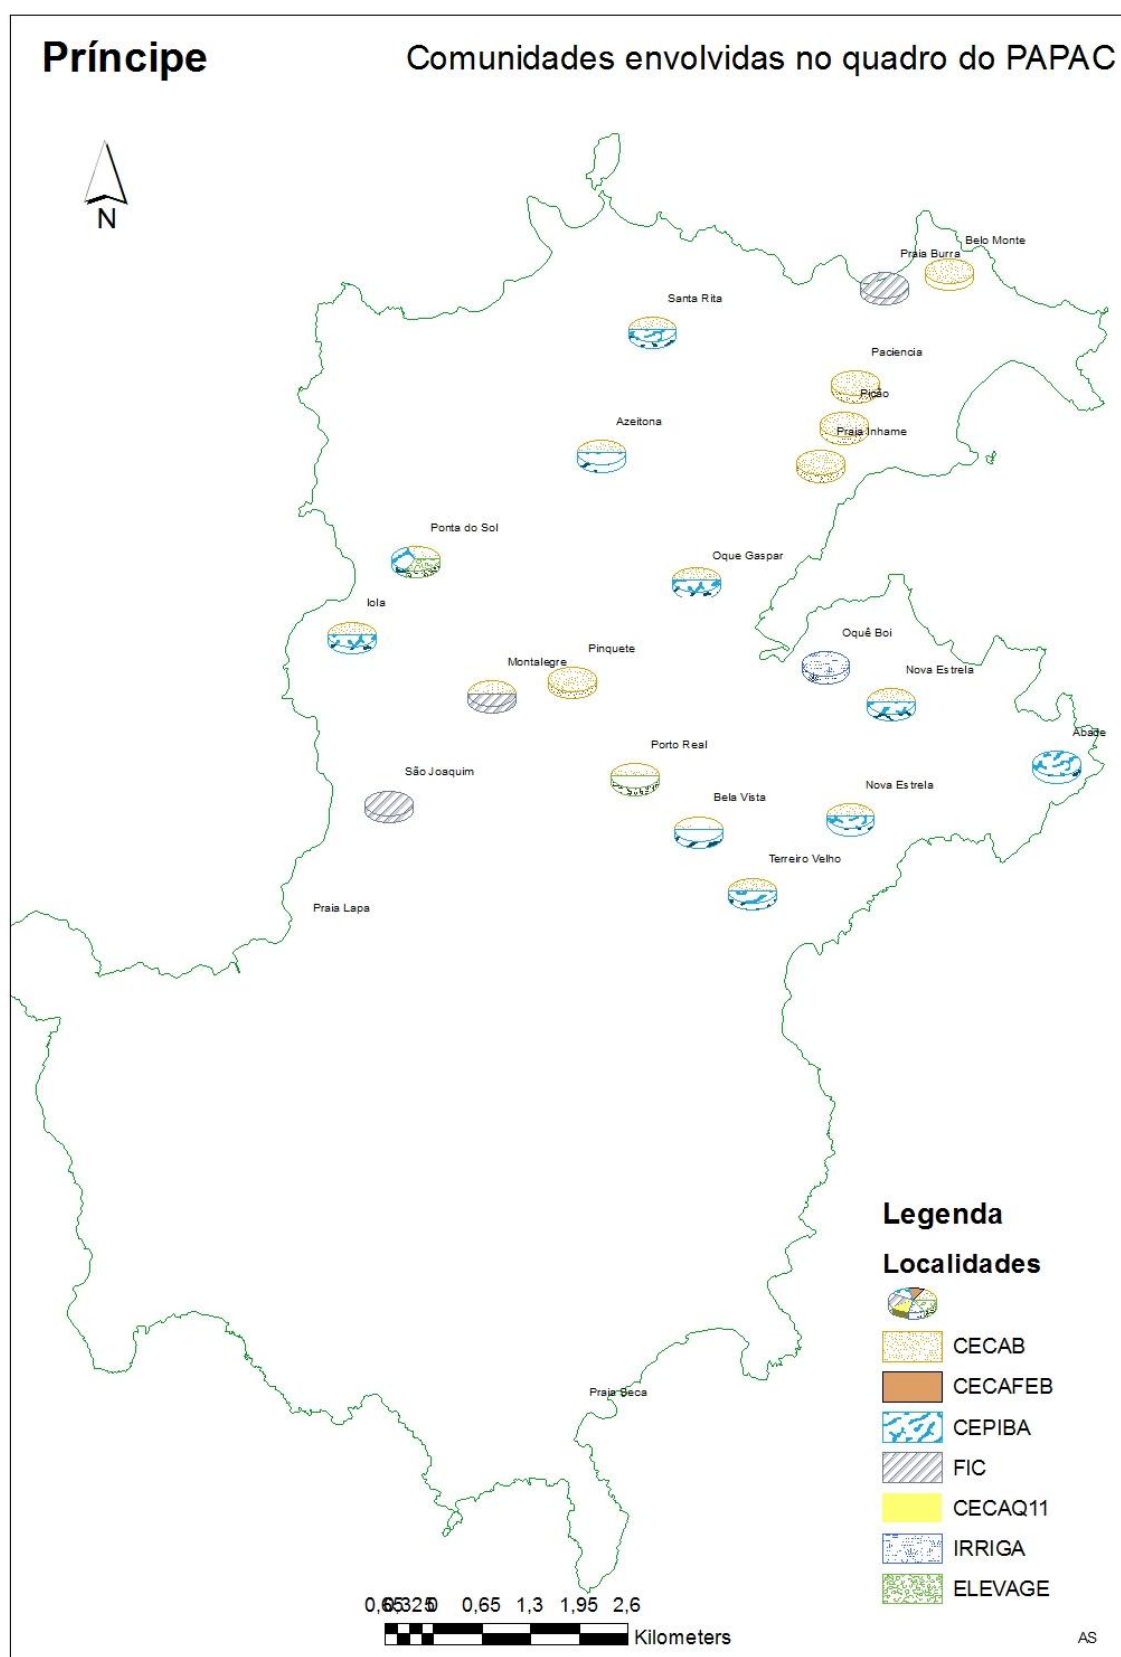 Príncipe
Comunidades envolvidas no quadro do PAPAC
N
Belo Monte
Praia Burra
Santa Rita
Paciencia
Picão
Azeitona
Praia Inhame
Ponta do Sol
Oque Gaspar
Iola
Oquê Boi
Pinquete
Montalegre
Nova Estrela
Abade
Porto Real
São Joaquim
Nova Estrela
Bela Vista
Terreiro Velho
Praia Lapa
Legenda
Localidades
CECAB
CECAFEB
CEPIBA
FIC
CECAQ11
IRRIGA
ELEVAGE
Praia Seca
0,65 0,325 0 0,65 1,3 1,95 2,6
Kilometers
AS